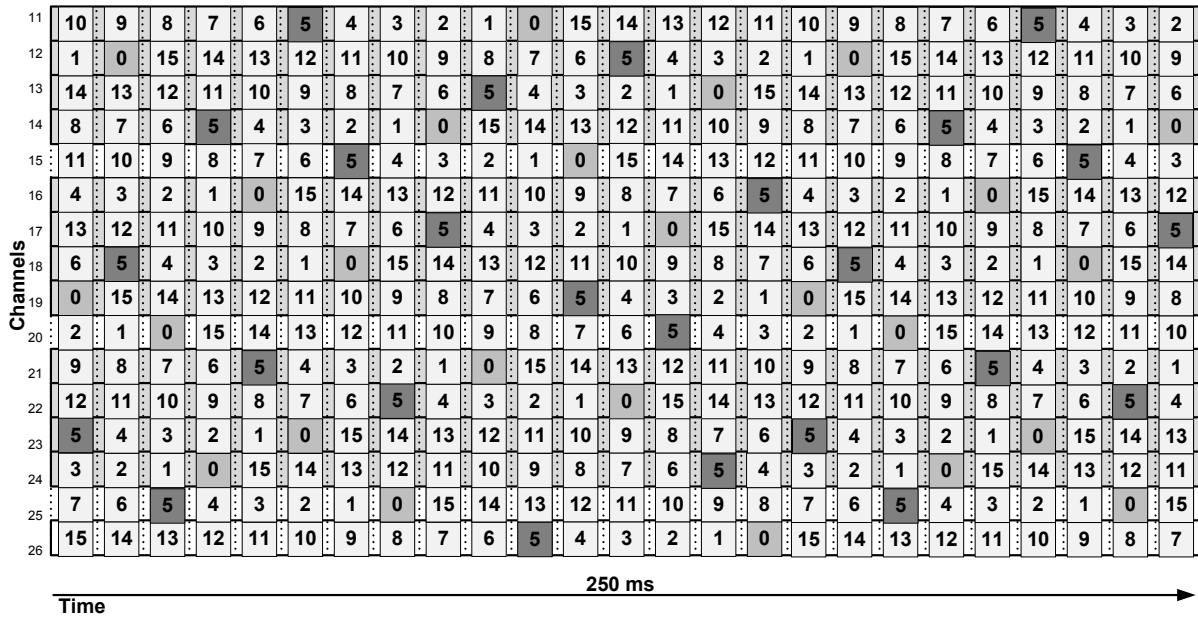 11 10 9 8 7 6 5 4 3 2 1 0 15 14 13 12 11 10 9 8 7 6 5 4 3 2
12 1 0 15 14 13 12 11 10 9 8 7 6 5 4 3 2 1 0 15 14 13 12 11 10 9
13 14 13 12 11 10 9 8 7 6 5 4 3 2 1 0 15 14 13 12 11 10 9 8 7 6
14 8 7 6 5 4 3 2 1 0 15 14 13 12 11 10 9 8 7 6 5 4 3 2 1 0
15 11 10 9 8 7 6 5 4 3 2 1 0 15 14 13 12 11 10 9 8 7 6 5 4 3
16 4 3 2 1 0 15 14 13 12 11 10 9 8 7 6 5 4 3 2 1 0 15 14 13 12
17 13 12 11 10 9 8 7 6 5 4 3 2 1 0 15 14 13 12 11 10 9 8 7 6 5
18 6 5 4 3 2 1 0 15 14 13 12 11 10 9 8 7 6 5 4 3 2 1 0 15 14
19 0 15 14 13 12 11 10 9 8 7 6 5 4 3 2 1 0 15 14 13 12 11 10 9 8
20 2 1 0 15 14 13 12 11 10 9 8 7 6 5 4 3 2 1 0 15 14 13 12 11 10
21 9 8 7 6 5 4 3 2 1 0 15 14 13 12 11 10 9 8 7 6 5 4 3 2 1
22 12 11 10 9 8 7 6 5 4 3 2 1 0 15 14 13 12 11 10 9 8 7 6 5 4
23 5 4 3 2 1 0 15 14 13 12 11 10 9 8 7 6 5 4 3 2 1 0 15 14 13
24 3 2 1 0 15 14 13 12 11 10 9 8 7 6 5 4 3 2 1 0 15 14 13 12 11
25 7 6 5 4 3 2 1 0 15 14 13 12 11 10 9 8 7 6 5 4 3 2 1 0 15
26 15 14 13 12 11 10 9 8 7 6 5 4 3 2 1 0 15 14 13 12 11 10 9 8 7
Channels
250 ms
Time